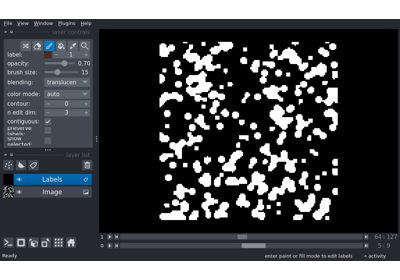 File View Window Plugins Help
layer controls
label: 1
opacity: 0.70
brush size: 15
blending: translucen
color mode: auto
contour: 0
n edit dim: 3
contiguous:
preserve labels:
show selected:
layer list
Labels
Image
1 64 127
0 5 9
Ready enter paint or fill mode to edit labels activity